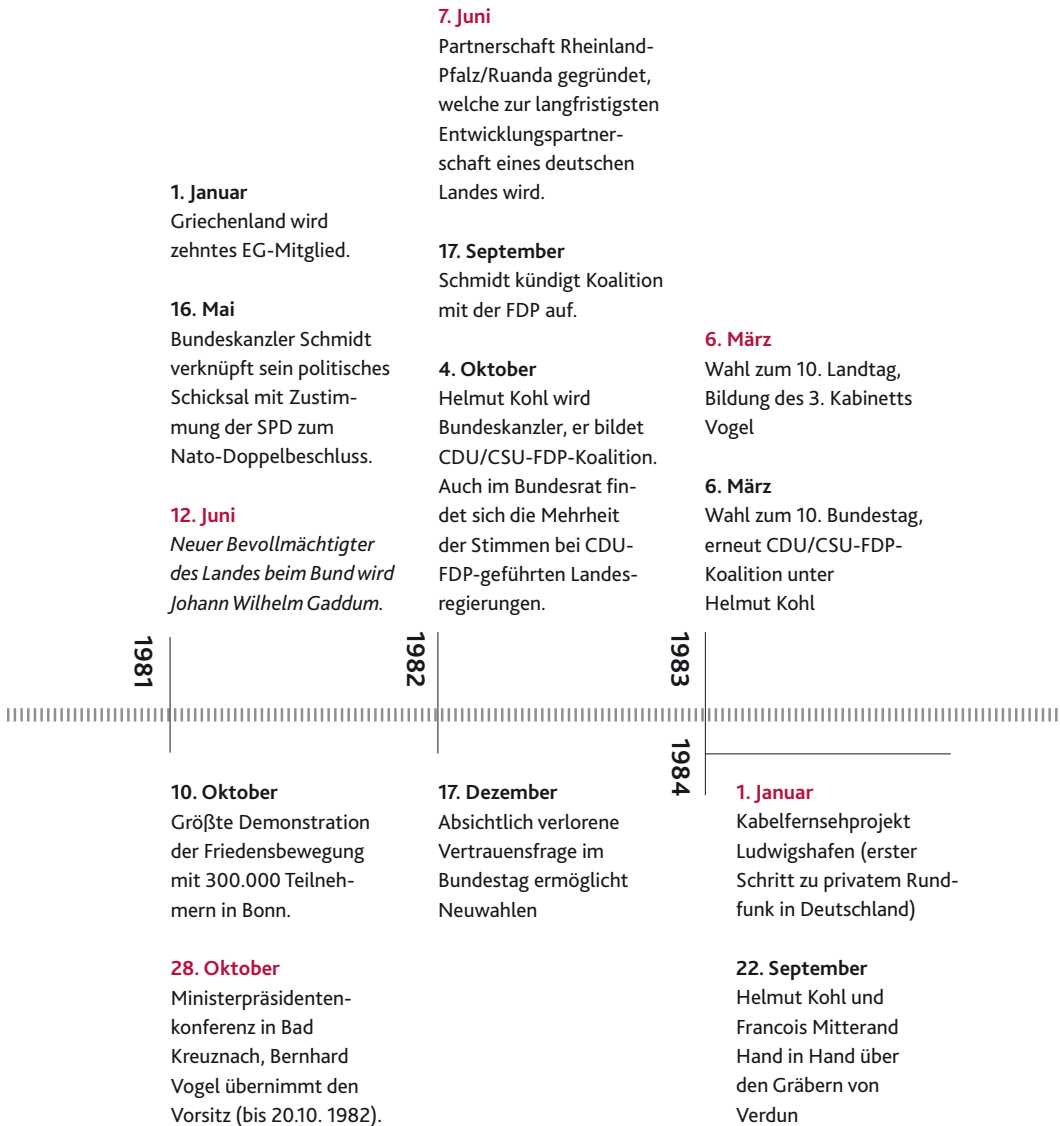 1. Januar
Griechenland wird
zehntes EG-Mitglied.
16. Mai
Bundeskanzler Schmidt
verknüpft sein politisches
Schicksal mit Zustim-
mung der SPD zum
Nato-Doppelbeschluss.
12. Juni
Neuer Bevollmächtigter
des Landes beim Bund wird
Johann Wilhelm Gaddum.
1981
10. Oktober
Größte Demonstration
der Friedensbewegung
mit 300.000 Teilneh-
mern in Bonn.
28. Oktober
Ministerpräsidenten-
konferenz in Bad
Kreuznach, Bernhard
Vogel übernimmt den
Vorsitz (bis 20.10. 1982).
7. Juni
Partnerschaft Rheinland-
Pfalz/Ruanda gegründet,
welche zur langfristigsten
Entwicklungspartner-
schaft eines deutschen
Landes wird.
17. September
Schmidt kündigt Koalition
mit der FDP auf.
4. Oktober
Helmut Kohl wird
Bundeskanzler, er bildet
CDU/CSU-FDP-Koalition.
Auch im Bundesrat fin-
det sich die Mehrheit
der Stimmen bei CDU-
FDP-geführten Landes-
regierungen.
1982
17. Dezember
Absichtlich verlorene
Vertrauensfrage im
Bundestag ermöglicht
Neuwahlen
6. März
Wahl zum 10. Landtag,
Bildung des 3. Kabinetts
Vogel
6. März
Wahl zum 10. Bundestag,
erneut CDU/CSU-FDP-
Koalition unter
Helmut Kohl
1983
1984
1. Januar
Kabelfernsehprojekt
Ludwigshafen (erster
Schritt zu privatem Rund-
funk in Deutschland)
22. September
Helmut Kohl und
Francois Mitterand
Hand in Hand über
den Gräbern von
Verdun